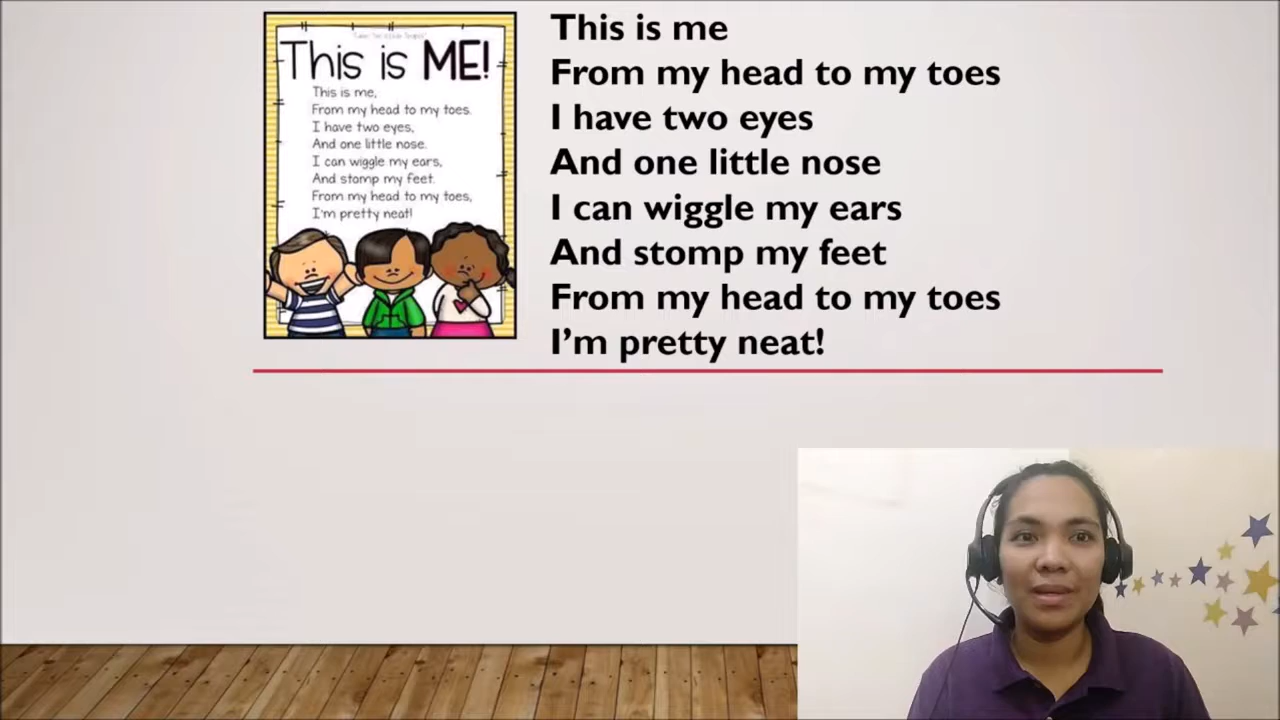 This is ME!
This is me,
From my head to my toes.
I have two eyes,
And one little nose.
I can wiggle my ears,
And stomp my feet.
From my head to my toes,
I'm pretty neat!
This is me
From my head to my toes
I have two eyes
And one little nose
I can wiggle my ears
And stomp my feet
From my head to my toes
I’m pretty neat!